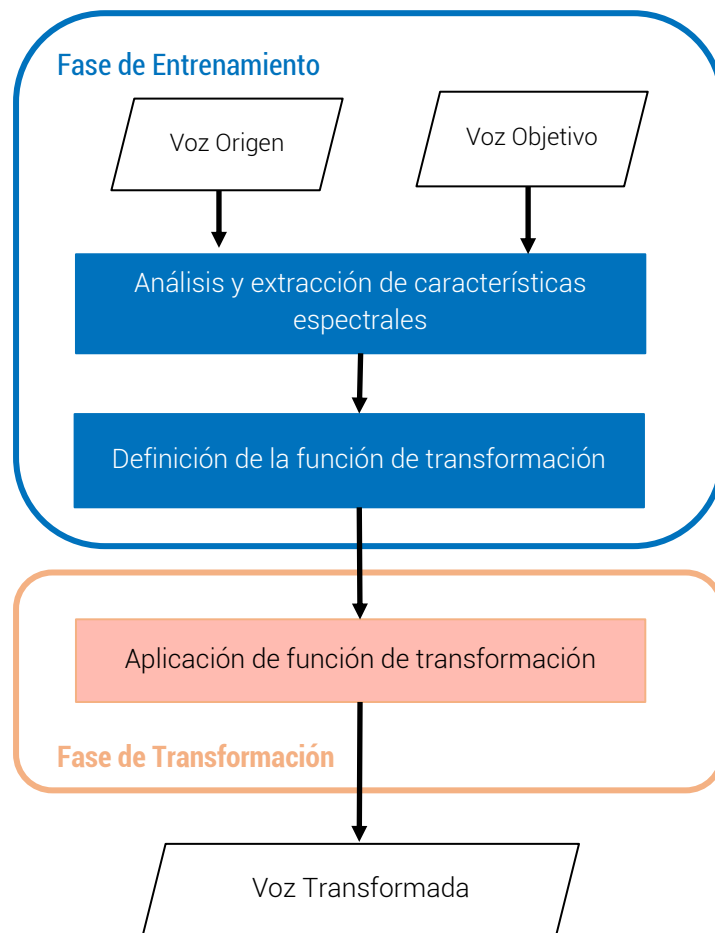 Fase de Entrenamiento
Voz Origen
Voz Objetivo
Análisis y extracción de características
espectrales
Definición de la función de transformación
Aplicación de función de transformación
Fase de Transformación
Voz Transformada